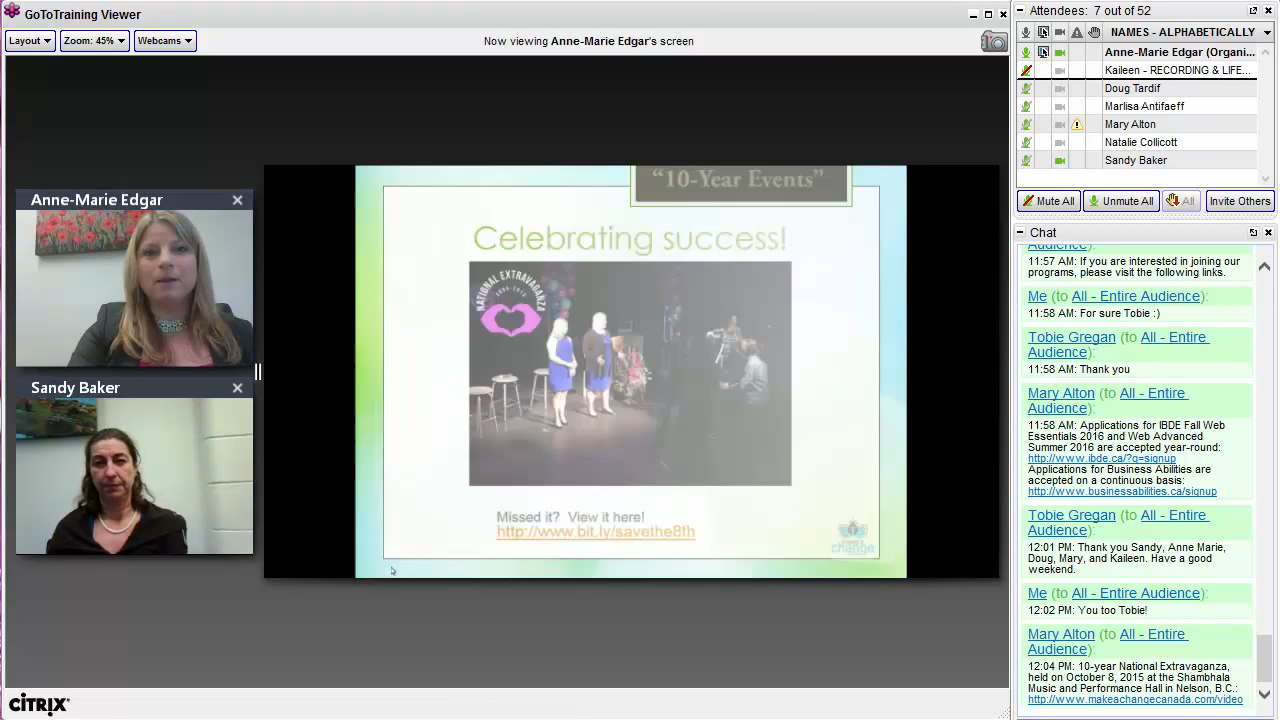 GoToTraining Viewer
Layout
Zoom: 45%
Webcams
Now viewing Anne-Marie Edgar's screen
Anne-Marie Edgar
Sandy Baker
"10-Year Events"
Celebrating success!
NATIONAL EXTRAVAGANZA
Missed it? View it here!
http://www.bit.ly/savethe8th
change
CİTRIX
Attendees: 7 out of 52
NAMES - ALPHABETICALLY
Anne-Marie Edgar (Organi...
Kaileen - RECORDING & LIFE...
Doug Tardif
Marlisa Antifaeff
Mary Alton
Natalie Collicott
Sandy Baker
Mute All
Unmute All
All
Invite Others
Chat
Audience):
11:57 AM: If you are interested in joining our
programs, please visit the following links.
Me (to All - Entire Audience):
11:58 AM: For sure Tobie :)
Tobie Gregan (to All - Entire
Audience):
11:58 AM: Thank you
Mary Alton (to All - Entire
Audience):
11:58 AM: Applications for IBDE Fall Web
Essentials 2016 and Web Advanced
Summer 2016 are accepted year-round:
http://www.ibde.ca/?q=signup
Applications for Business Abilities are
accepted on a continuous basis:
http://www.businessabilities.ca/signup
Tobie Gregan (to All - Entire
Audience):
12:01 PM: Thank you Sandy, Anne Marie,
Doug, Mary, and Kaileen. Have a good
weekend.
Me (to All - Entire Audience):
12:02 PM: You too Tobie!
Mary Alton (to All - Entire
Audience):
12:04 PM: 10-year National Extravaganza,
held on October 8, 2015 at the Shambhala
Music and Performance Hall in Nelson, B.C.:
http://www.makeachangecanada.com/video